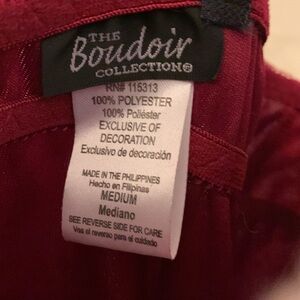 THE
Boudoir
COLLECTION®
RN# 115313
100% POLYESTER
100% Poliéster
EXCLUSIVE OF
DECORATION
Exclusivo de decoración
MADE IN THE PHILIPPINES
Hecho en Filipinas
MEDIUM
Mediano
SEE REVERSE SIDE FOR CARE
Vea el reverso para el cuidado